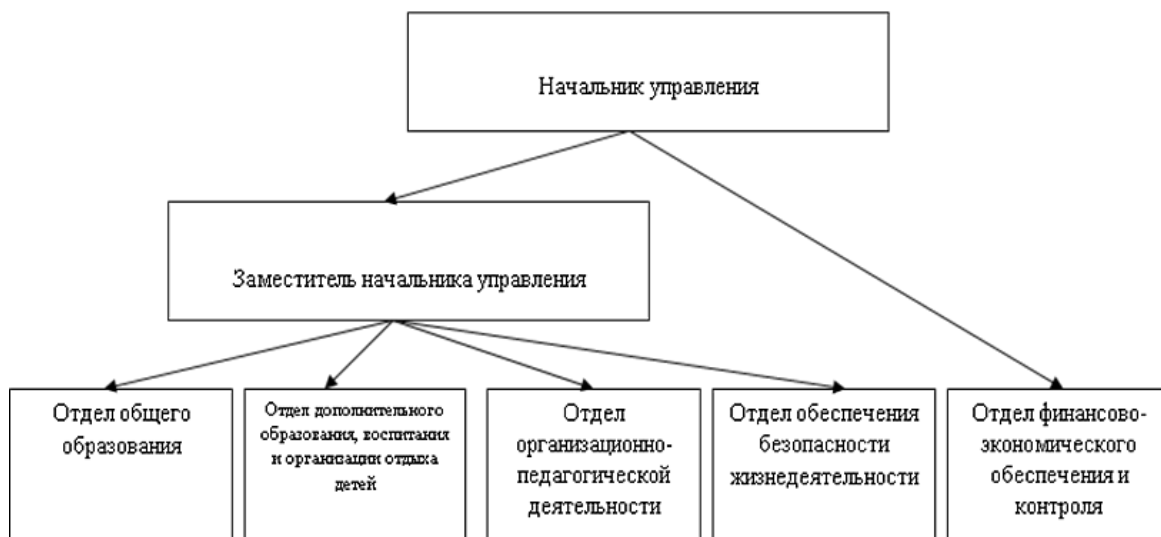 Начальник управления
Заместитель начальника управления
Отдел общего
образования
Отдел дополнительного
образования, воспитания
и организации отдыха
детей
Отдел
организационно-
педагогической
деятельности
Отдел обеспечения
безопасности
жизнедеятельности
Отдел финансово-
экономического
обеспечения и
контроля